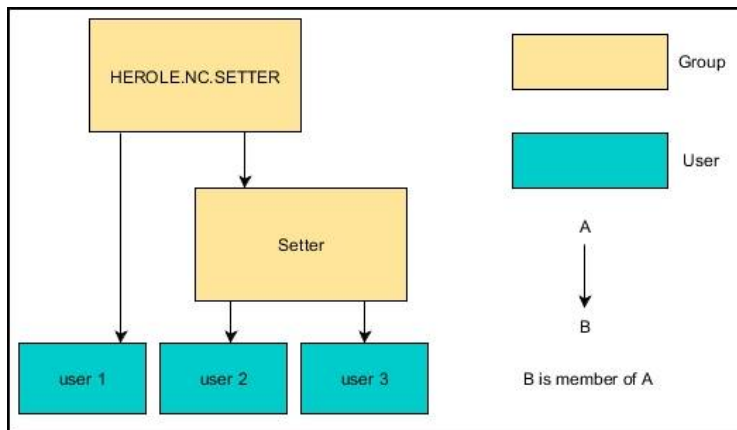 HEROLE.NC.SETTER
Group
User
Setter
A
B
user 1
user 2
user 3
B is member of A